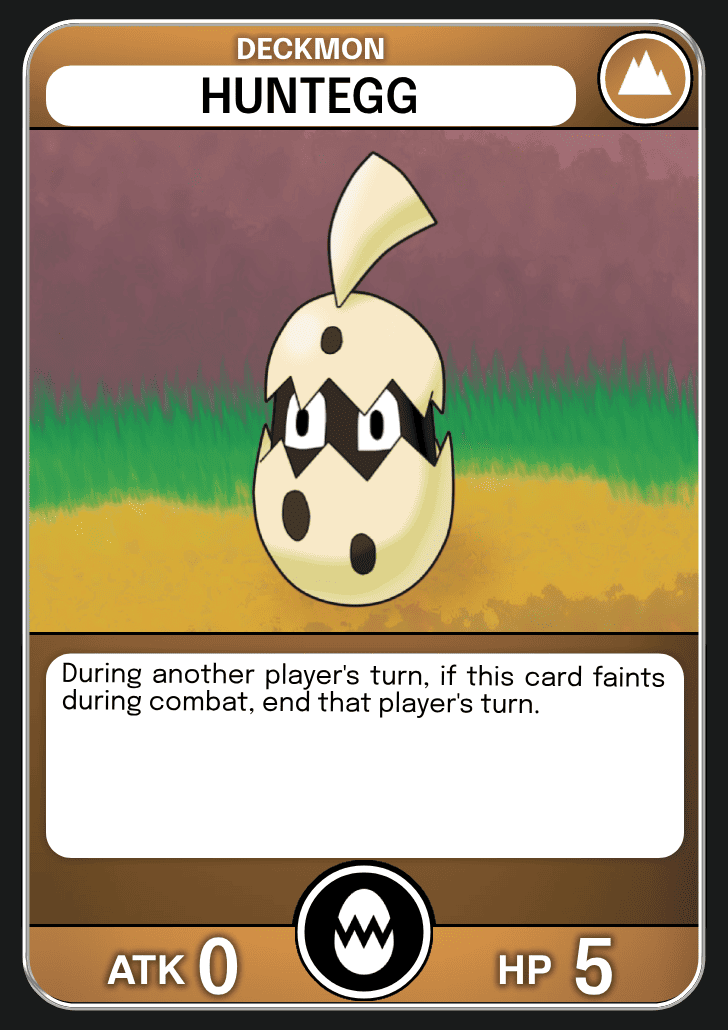 DECKMON
HUNTEGG
During another player's turn, if this card faints
during combat, end that player's turn.
ATK 0
HP 5